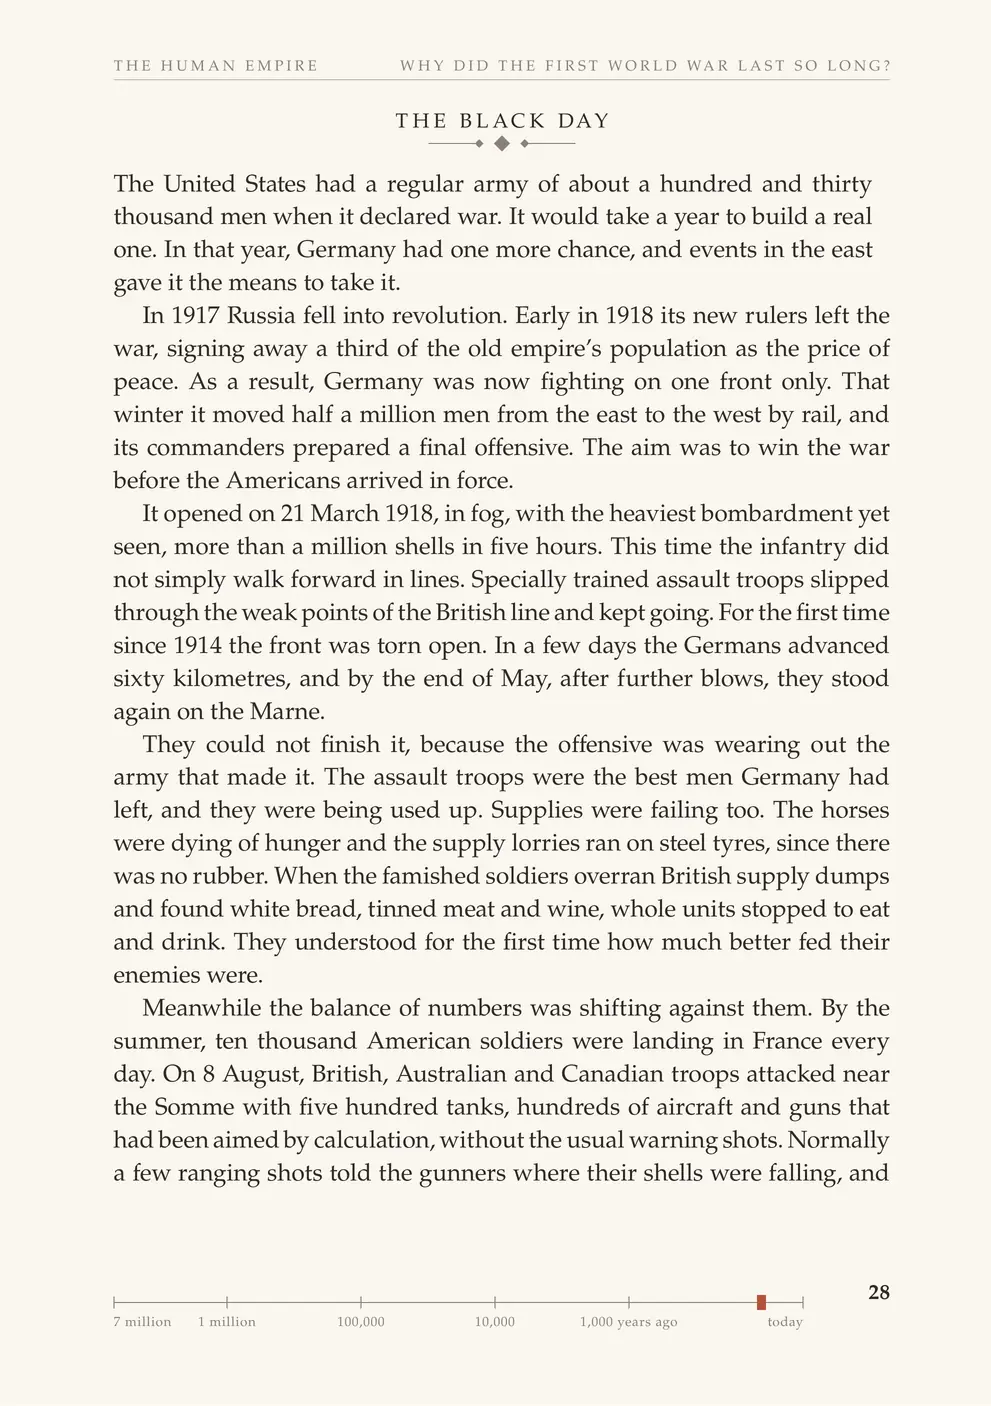 THE HUMAN EMPIRE
WHY DID THE FIRST WORLD WAR LAST SO LONG?
THE BLACK DAY
The United States had a regular army of about a hundred and thirty
thousand men when it declared war. It would take a year to build a real
one. In that year, Germany had one more chance, and events in the east
gave it the means to take it.
In 1917 Russia fell into revolution. Early in 1918 its new rulers left the
war, signing away a third of the old empire’s population as the price of
peace. As a result, Germany was now fighting on one front only. That
winter it moved half a million men from the east to the west by rail, and
its commanders prepared a final offensive. The aim was to win the war
before the Americans arrived in force.
It opened on 21 March 1918, in fog, with the heaviest bombardment yet
seen, more than a million shells in five hours. This time the infantry did
not simply walk forward in lines. Specially trained assault troops slipped
through the weak points of the British line and kept going. For the first time
since 1914 the front was torn open. In a few days the Germans advanced
sixty kilometres, and by the end of May, after further blows, they stood
again on the Marne.
They could not finish it, because the offensive was wearing out the
army that made it. The assault troops were the best men Germany had
left, and they were being used up. Supplies were failing too. The horses
were dying of hunger and the supply lorries ran on steel tyres, since there
was no rubber. When the famished soldiers overran British supply dumps
and found white bread, tinned meat and wine, whole units stopped to eat
and drink. They understood for the first time how much better fed their
enemies were.
Meanwhile the balance of numbers was shifting against them. By the
summer, ten thousand American soldiers were landing in France every
day. On 8 August, British, Australian and Canadian troops attacked near
the Somme with five hundred tanks, hundreds of aircraft and guns that
had been aimed by calculation, without the usual warning shots. Normally
a few ranging shots told the gunners where their shells were falling, and
28
7 million 1 million 100,000 10,000 1,000 years ago today